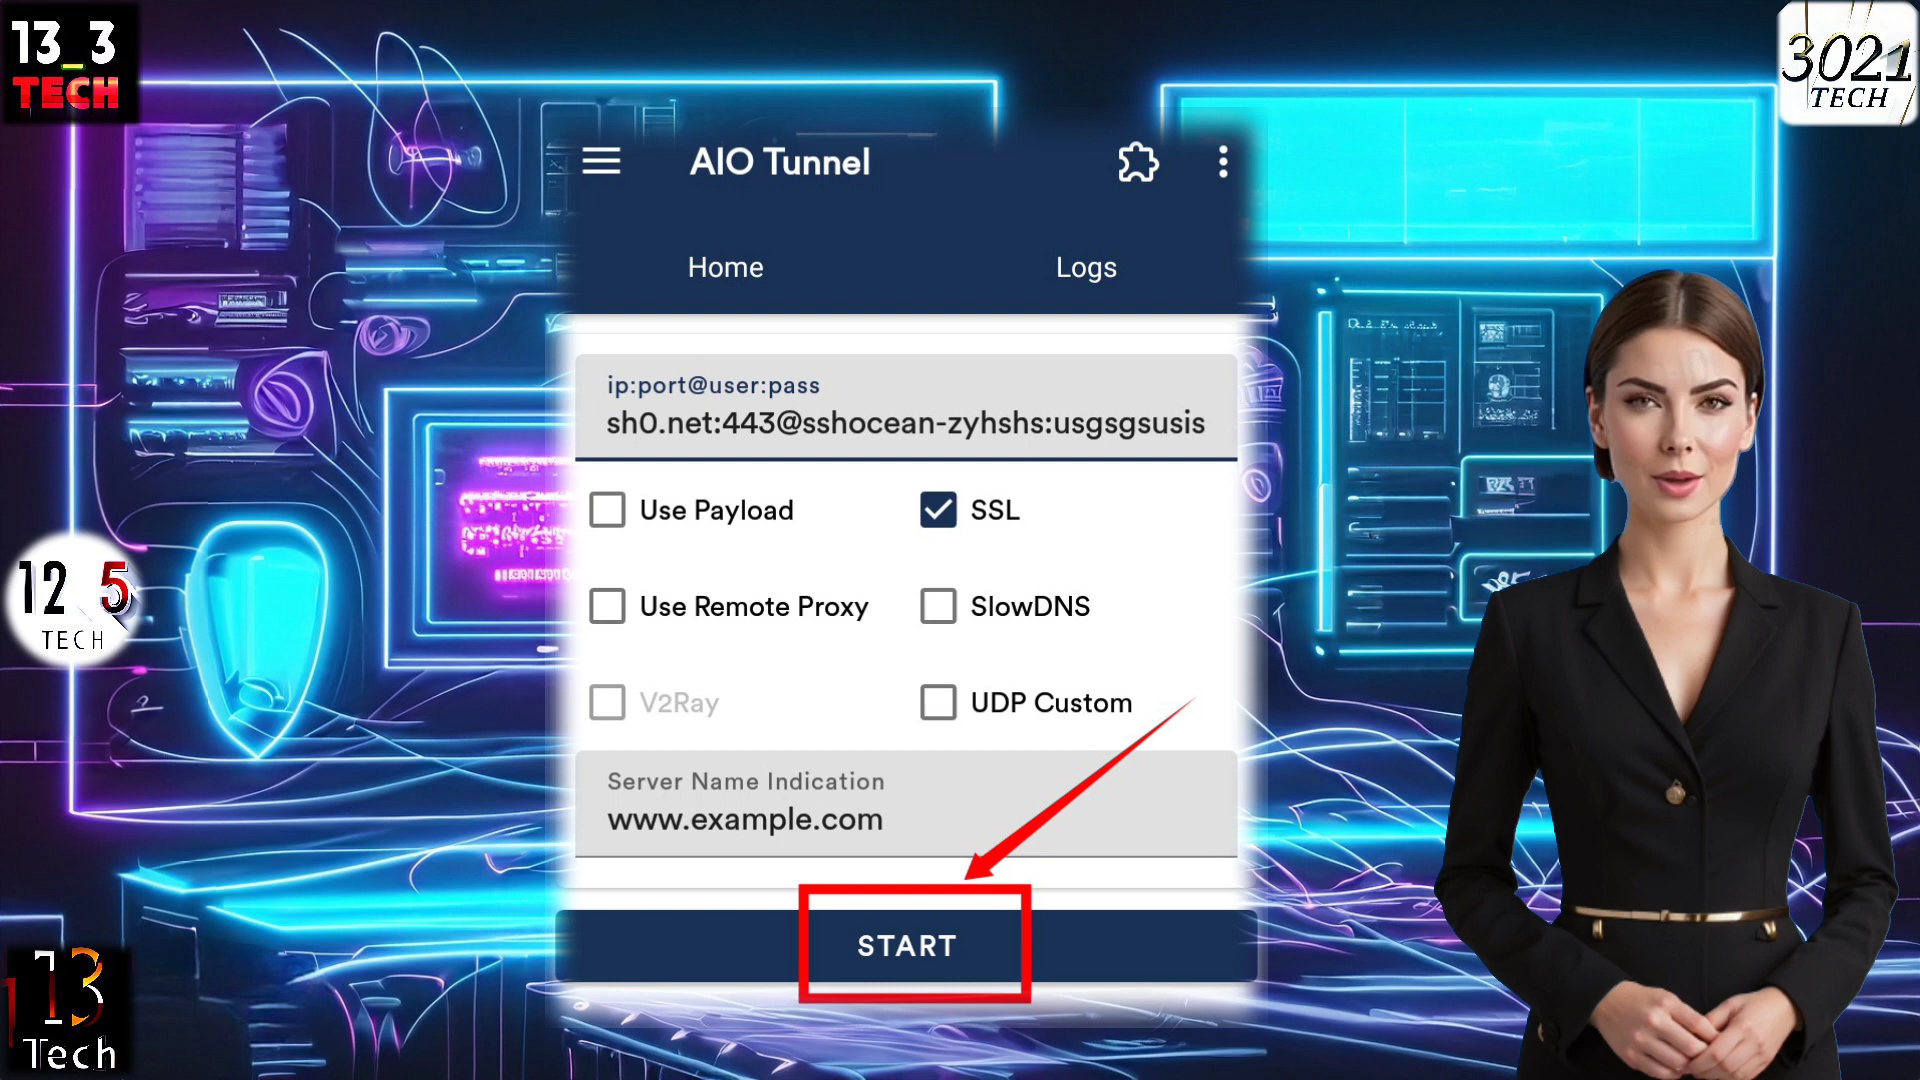 13_3
TECH
3021
TECH
AIO Tunnel
Home
Logs
ip:port@user:pass
sh0.net:443@sshocean-zyhshs:usgsgsusis
Use Payload
SSL
Use Remote Proxy
SlowDNS
V2Ray
UDP Custom
12 5
TECH
Server Name Indication
www.example.com
START
13
Tech